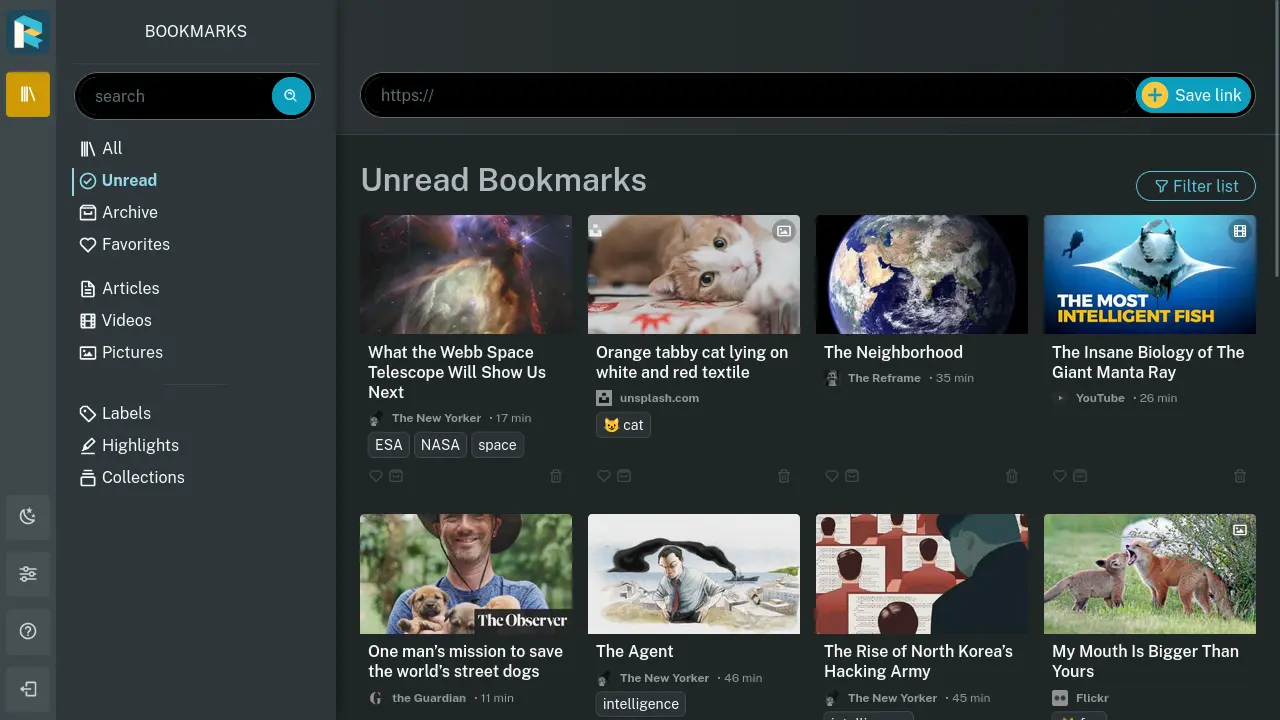 BOOKMARKS
search
All
Unread
Archive
Favorites
Articles
Videos
Pictures
Labels
Highlights
Collections
https://
Save link
Unread Bookmarks
Filter list
THE MOST
INTELLIGENT FISH
What the Webb Space
Telescope Will Show Us
Next
The New Yorker • 17 min
ESA NASA space
Orange tabby cat lying on
white and red textile
unsplash.com
😺 cat
The Neighborhood
The Reframe • 35 min
The Insane Biology of The
Giant Manta Ray
YouTube • 26 min
The Observer
One man’s mission to save
the world’s street dogs
the Guardian • 11 min
The Agent
The New Yorker • 46 min
intelligence
The Rise of North Korea’s
Hacking Army
The New Yorker • 45 min
My Mouth Is Bigger Than
Yours
Flickr